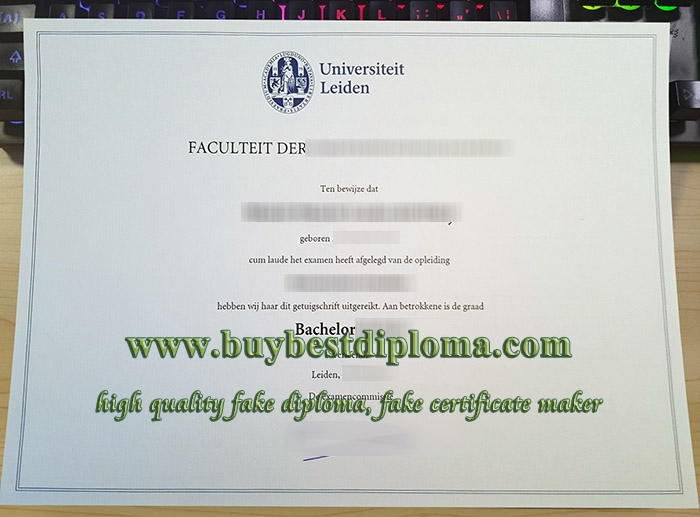 Universiteit
Leiden
FACULTEIT DER
Ten bewijze dat
geboren
cum laude het examen heeft afgelegd van de opleiding
hebben wij haar dit getuigschrift uitgereikt. Aan betrokkene is de graad
Bachelor
www.buybestdiploma.com
Leiden,
De Examencommissie
high quality fake diploma, fake certificate maker